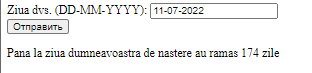 Ziua dvs. (DD-MM-YYYY): 11-07-2022
Отправить
Pana la ziua dumneavoastra de nastere au ramas 174 zile